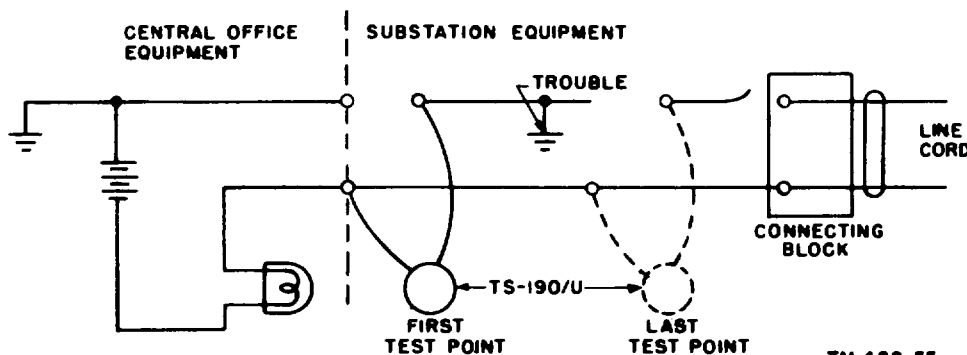 CENTRAL OFFICE
EQUIPMENT
SUBSTATION EQUIPMENT
TROUBLE
LINE
CORD
CONNECTING
BLOCK
TS-190/U
FIRST
TEST POINT
LAST
TEST POINT